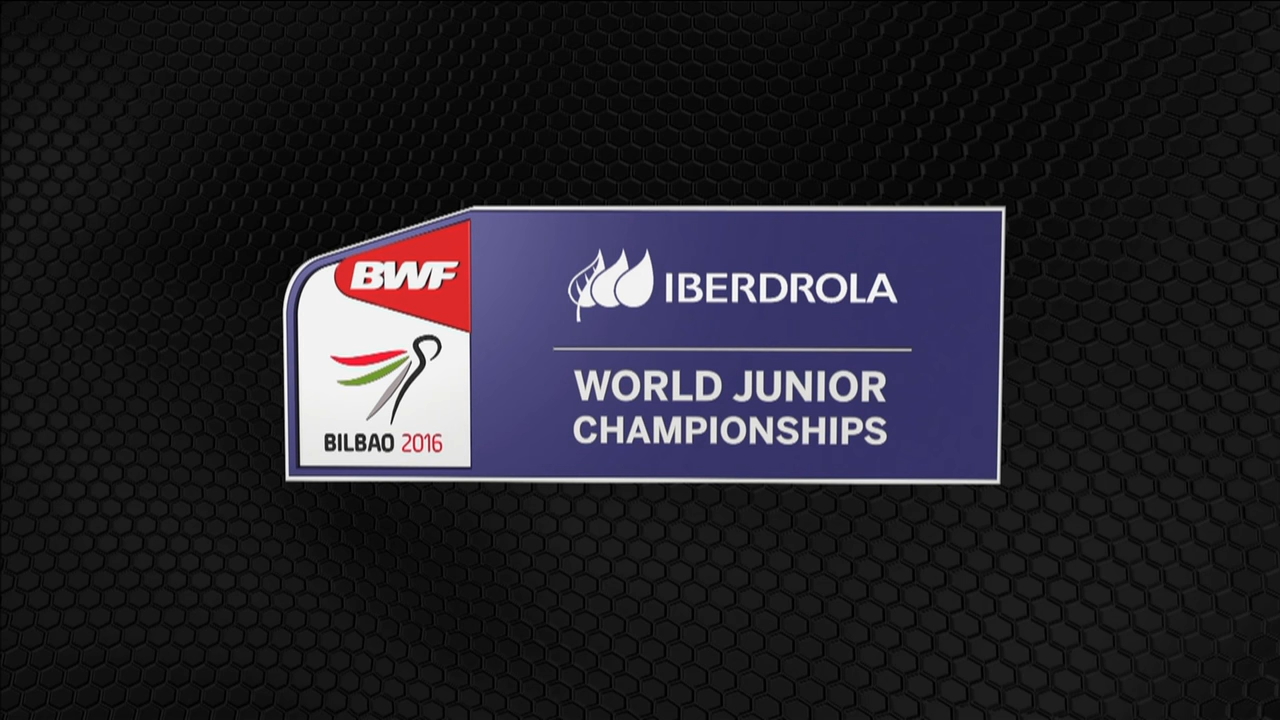 BWF
BILBAO 2016
IBERDROLA
WORLD JUNIOR
CHAMPIONSHIPS